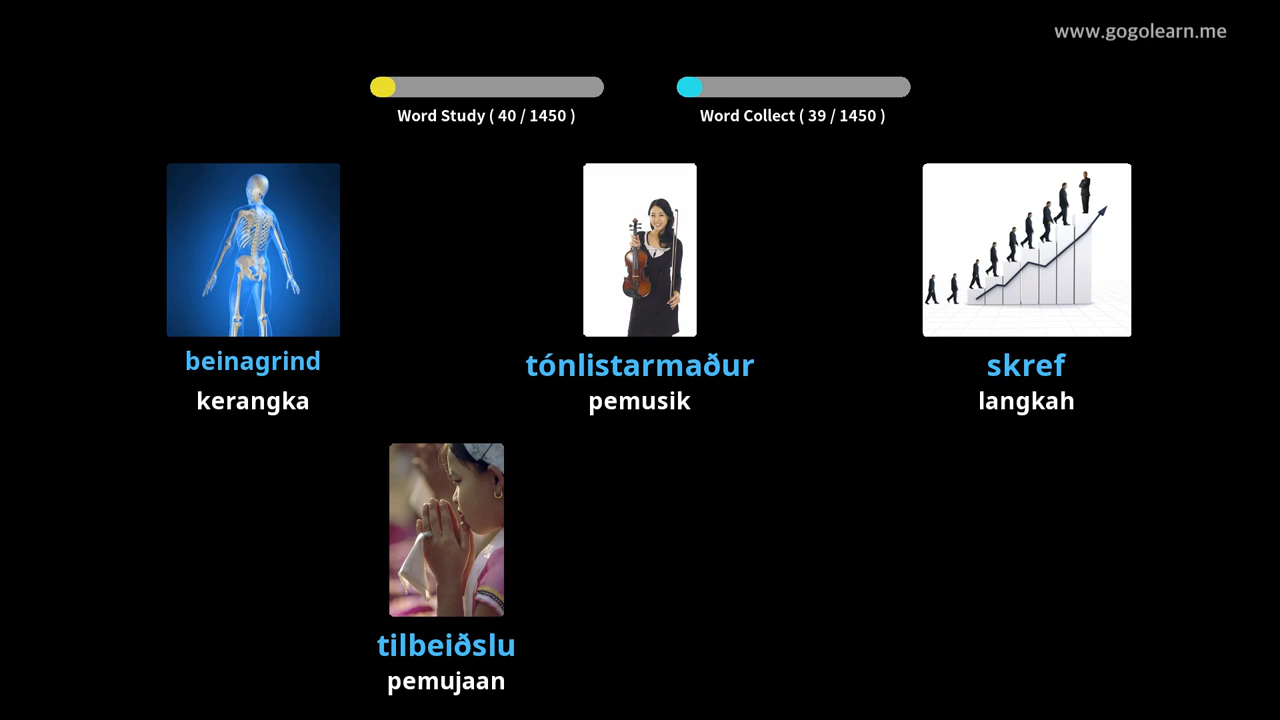 www.gogolearn.me
Word Study ( 40 / 1450 )
Word Collect ( 39 / 1450 )
beinagrind
kerangka
tónlistarmaður
pemusik
skref
langkah
tilbeiðslu
pemujaan